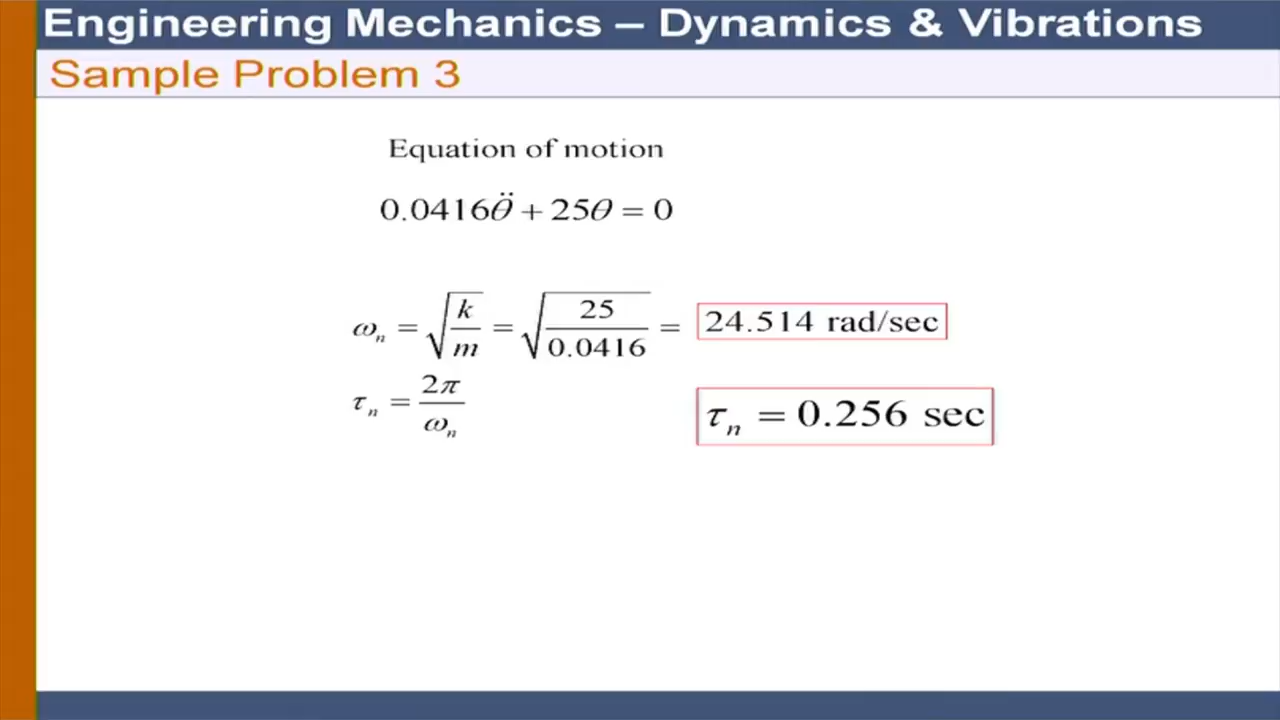 Engineering Mechanics – Dynamics & Vibrations
Sample Problem 3
Equation of motion
0.0416θ̈ + 25θ = 0
ωₙ = √(k/m) = √(25/0.0416) = 24.514 rad/sec
τₙ = 2π/ωₙ
τₙ = 0.256 sec